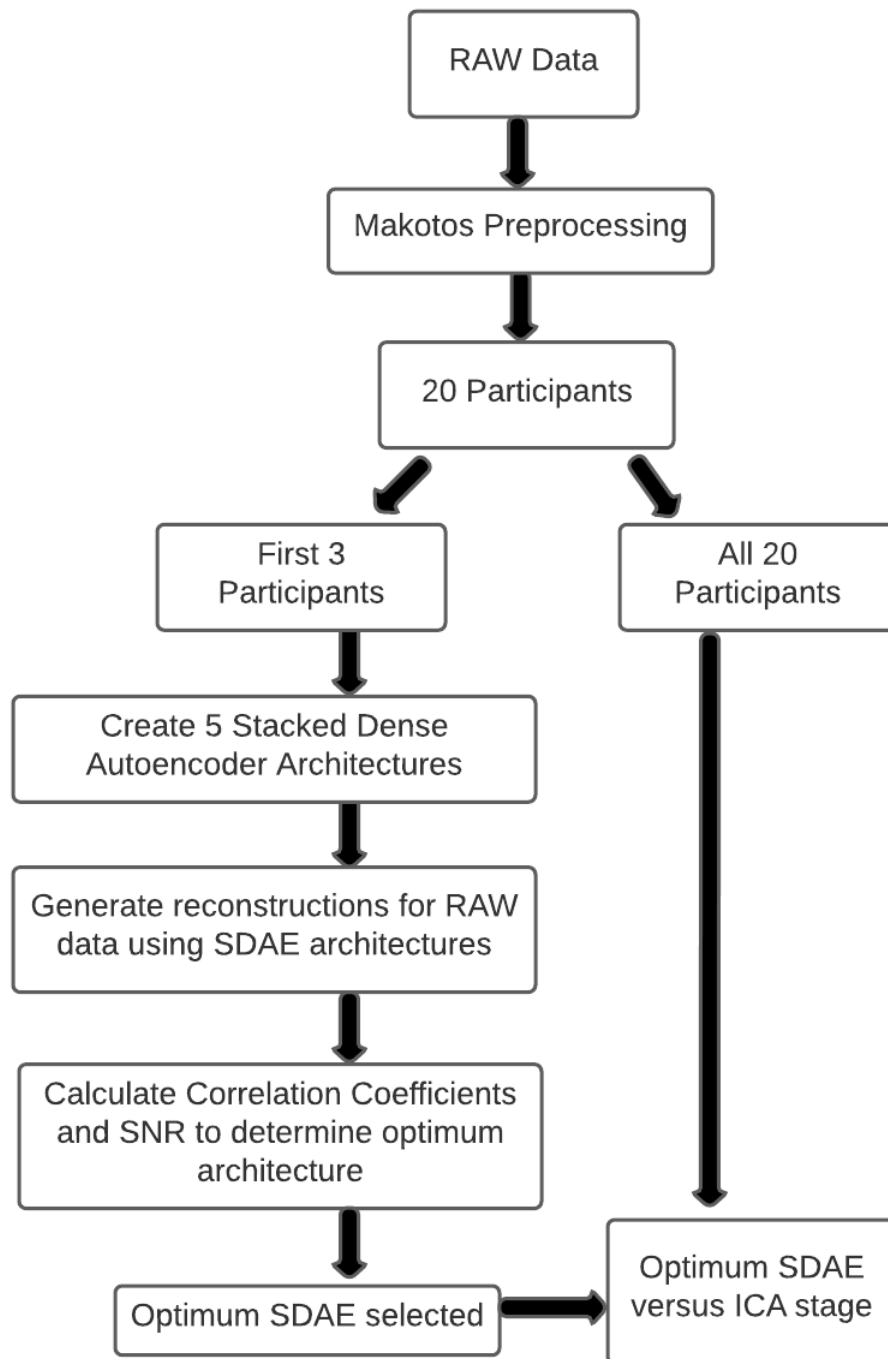 RAW Data
Makotos Preprocessing
20 Participants
First 3
Participants
All 20
Participants
Create 5 Stacked Dense
Autoencoder Architectures
Generate reconstructions for RAW
data using SDAE architectures
Calculate Correlation Coefficients
and SNR to determine optimum
architecture
Optimum SDAE selected
Optimum SDAE
versus ICA stage